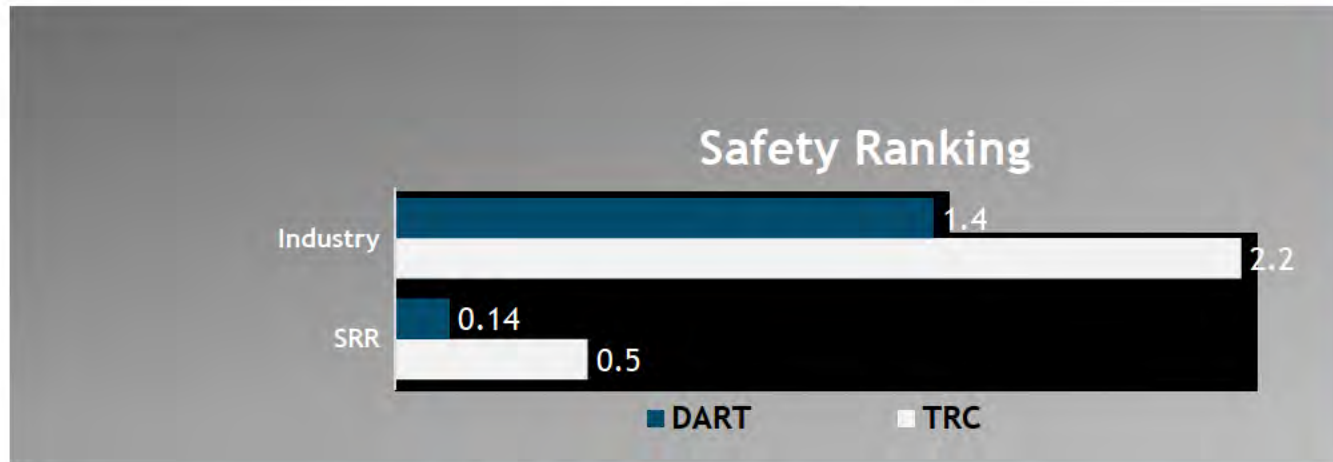 Safety Ranking
Industry
1.4
2.2
SRR
0.14
0.5
DART TRC